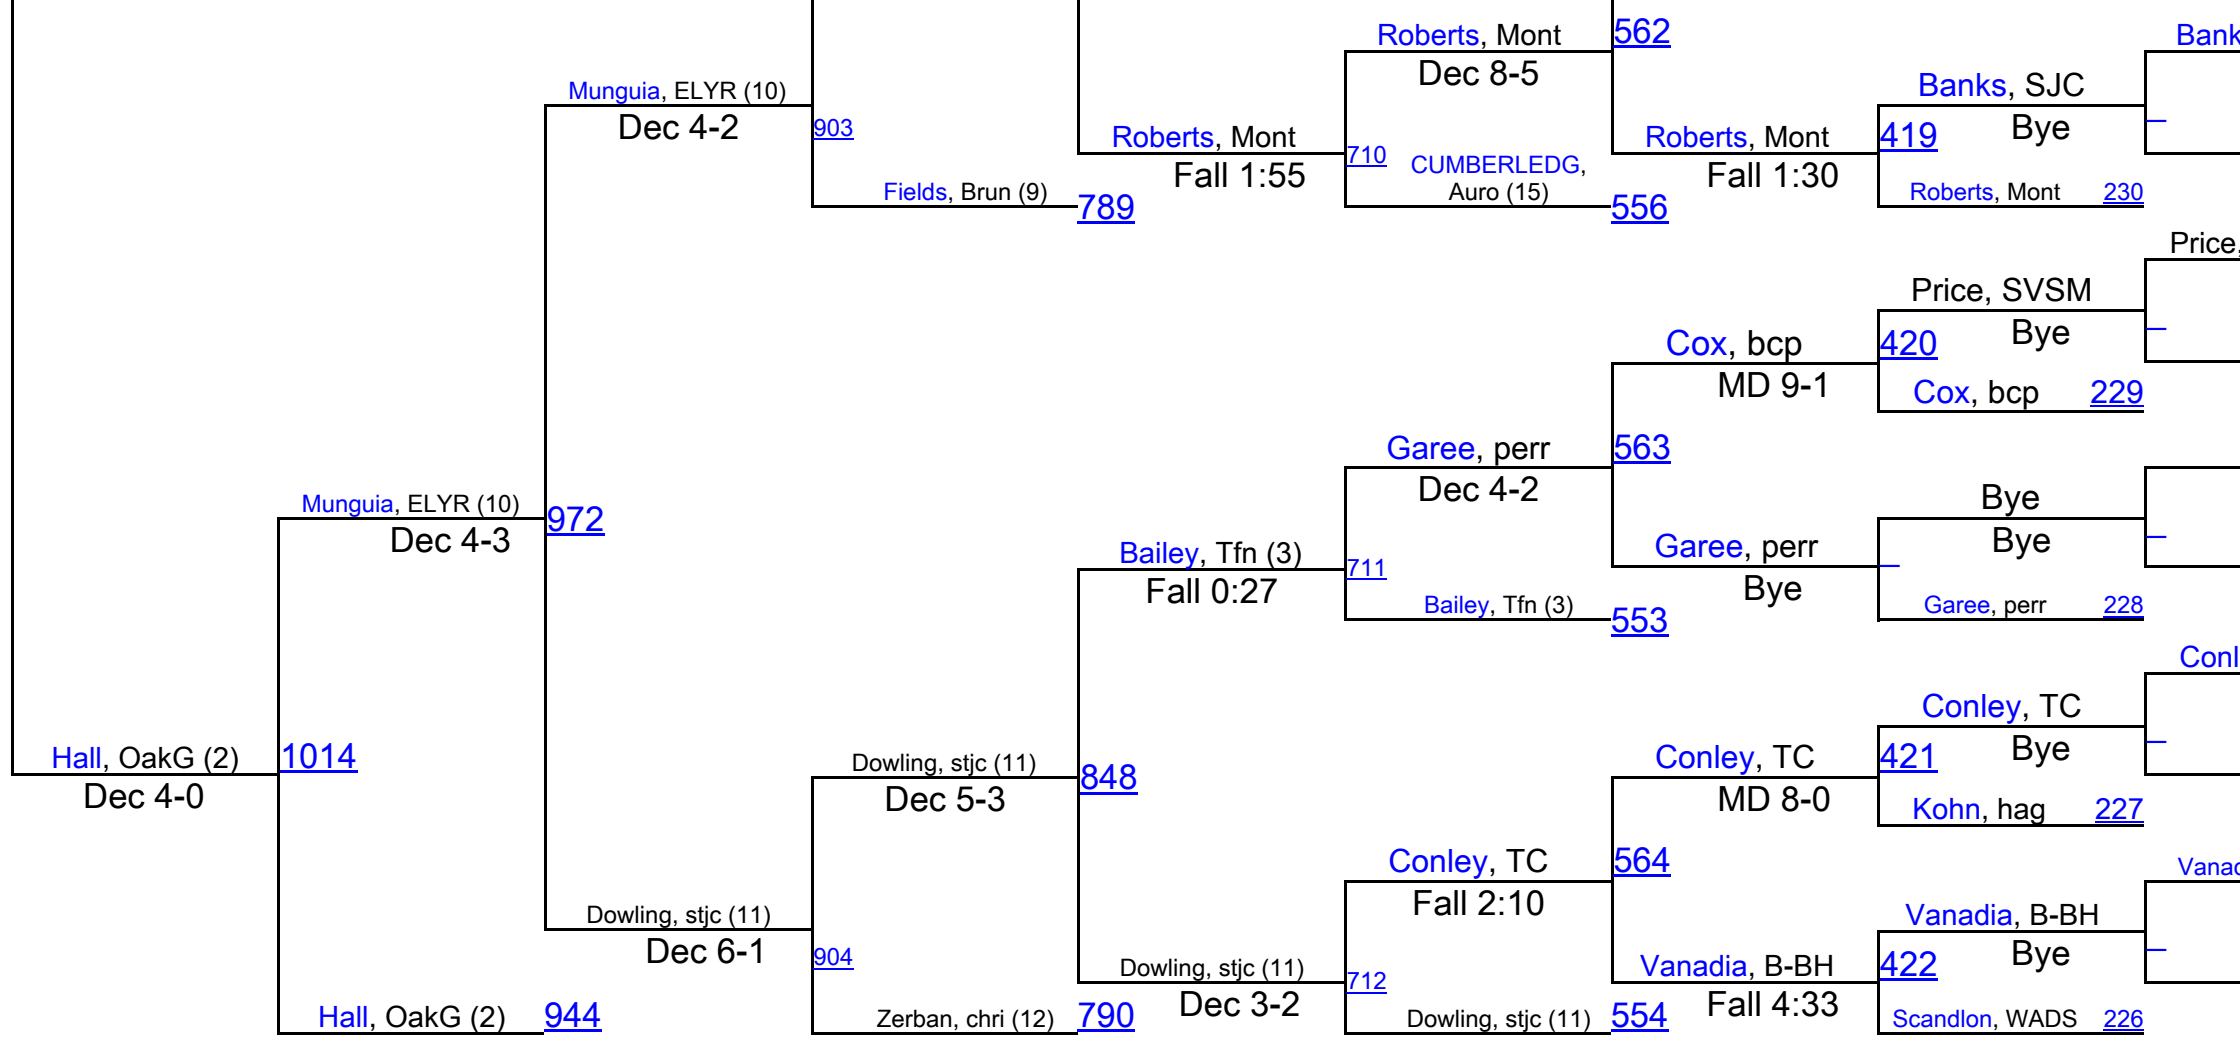 Roberts, Mont
562
Bank
Dec 8-5
Munguia, ELYR (10)
Banks, SJC
Dec 4-2
903
Roberts, Mont
Roberts, Mont
419
Bye
710
CUMBERLEDG,
Fall 1:55
Fall 1:30
Fields, Brun (9)
789
Auro (15)
556
Roberts, Mont
230
Price,
Price, SVSM
Cox, bcp
420
Bye
MD 9-1
Cox, bcp
229
Garee, perr
563
Dec 4-2
Munguia, ELYR (10)
972
Bye
Dec 4-3
Bailey, Tfn (3)
Garee, perr
Bye
711
Fall 0:27
Bye
Bailey, Tfn (3)
553
Garee, perr
228
Conl
Conley, TC
Hall, OakG (2)
1014
Dowling, stjc (11)
848
Conley, TC
421
Bye
Dec 4-0
Dec 5-3
MD 8-0
Kohn, hag
227
Conley, TC
564
Vanad
Fall 2:10
Dowling, stjc (11)
Vanadia, B-BH
Dec 6-1
904
Dowling, stjc (11)
712
Vanadia, B-BH
422
Bye
Dec 3-2
Fall 4:33
Hall, OakG (2)
944
Zerban, chri (12)
790
Dowling, stjc (11)
554
Scandlon, WADS
226